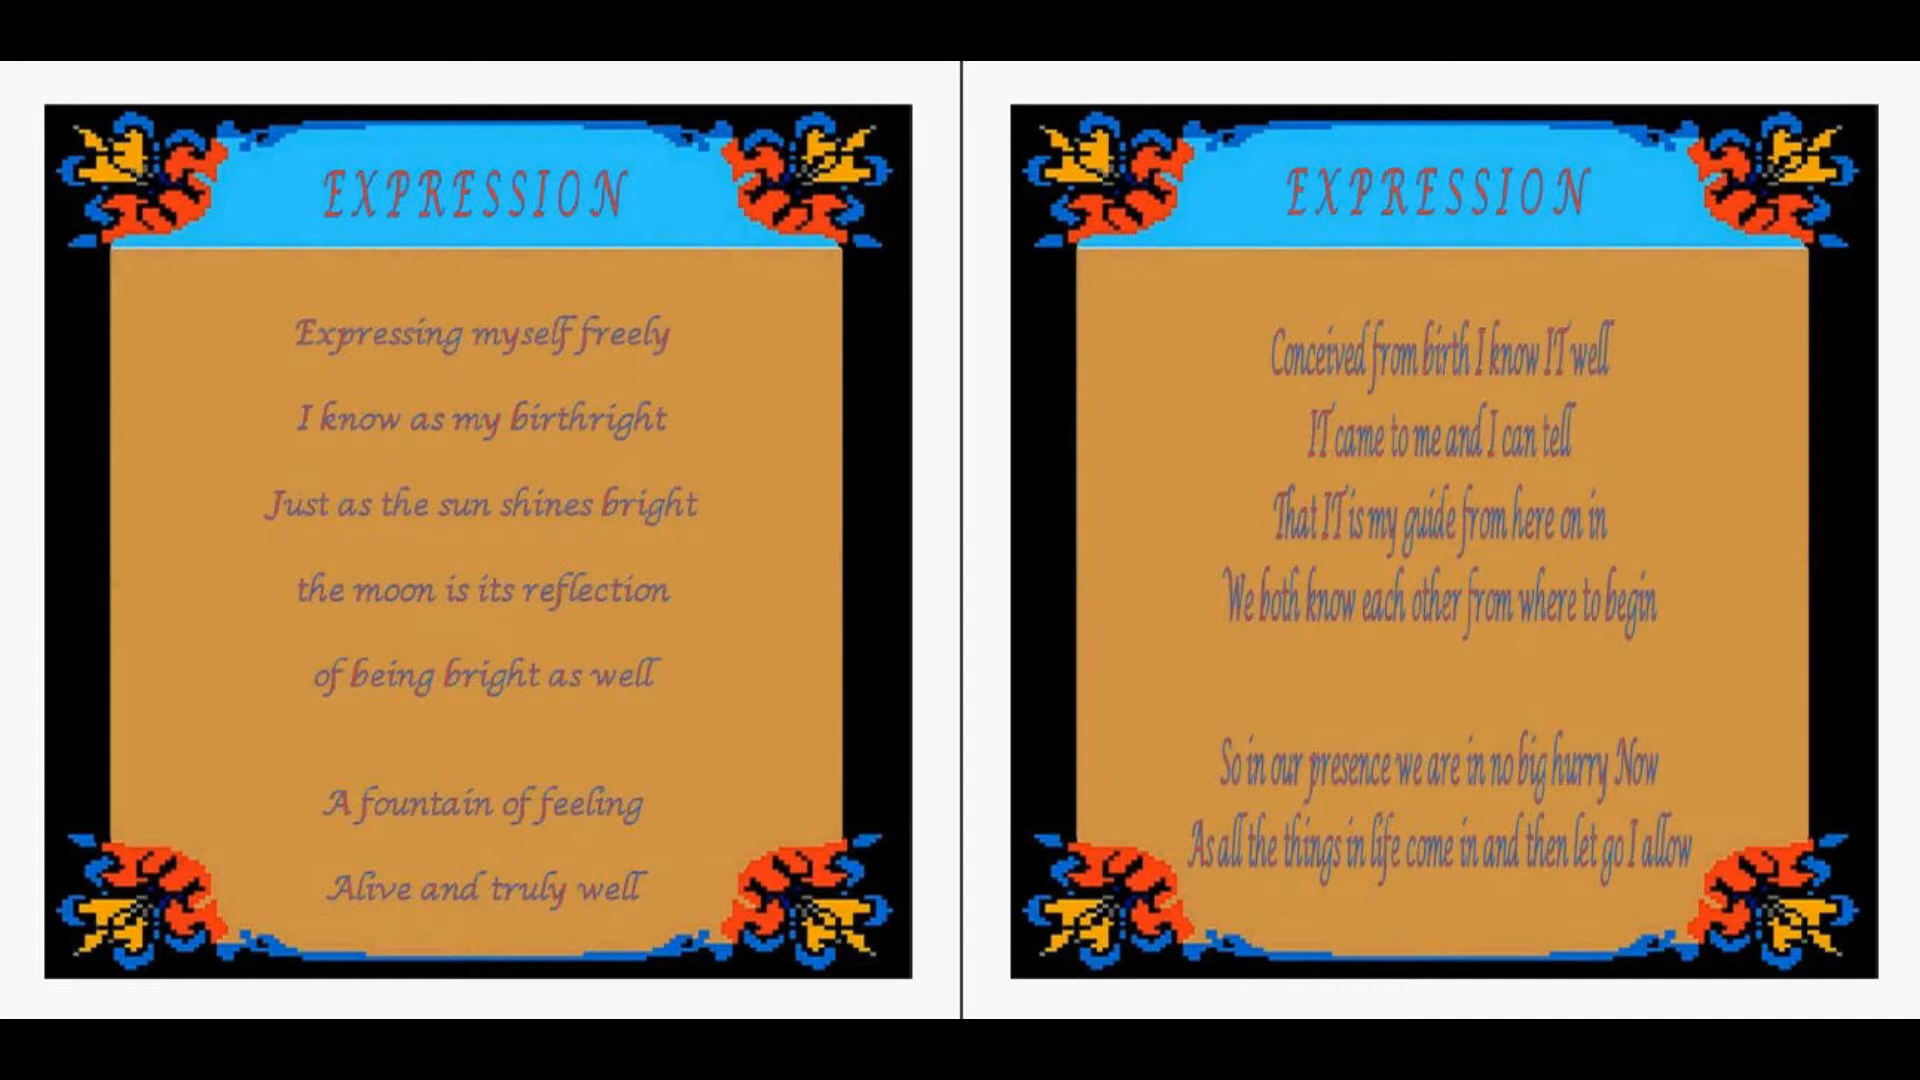 EXPRESSION
Expressing myself freely
I know as my birthright
Just as the sun shines bright
the moon is its reflection
of being bright as well
A fountain of feeling
Alive and truly well
EXPRESSION
Conceived from birth I know IT well
IT came to me and I can tell
That IT is my guide from here on in
We both know each other from where to begin
So in our presence we are in no big hurry Now
As all the things in life come in and then let go I allow